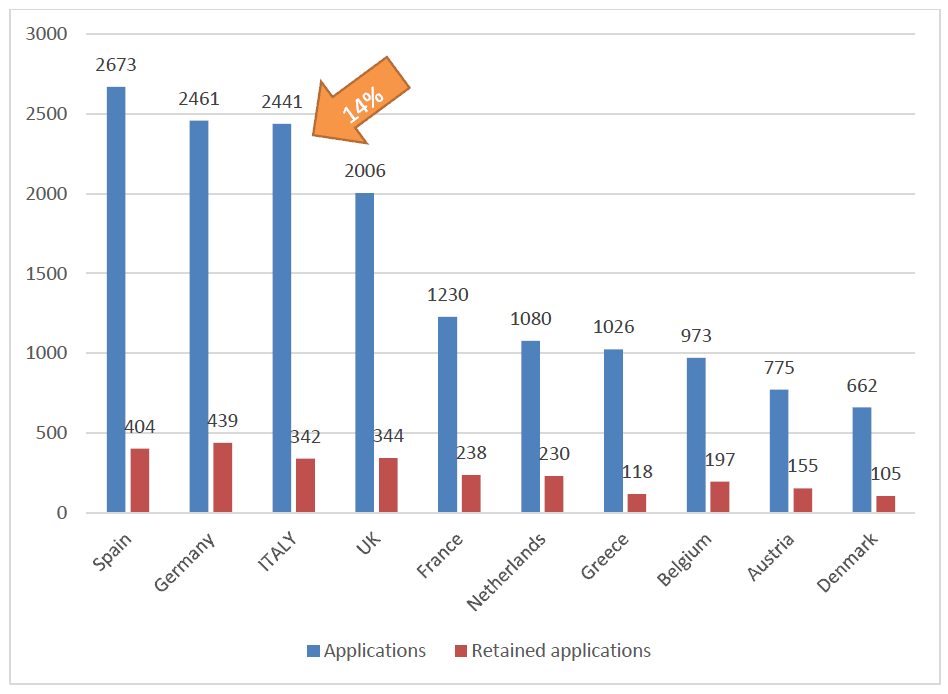 3000
2500
2000
1500
1000
500
0
2673
2461
2441
14%
2006
1230
1080
1026
973
775
662
404
439
342
344
238
230
118
197
155
105
Spain
Germany
ITALY
UK
France
Netherlands
Greece
Belgium
Austria
Denmark
Applications
Retained applications